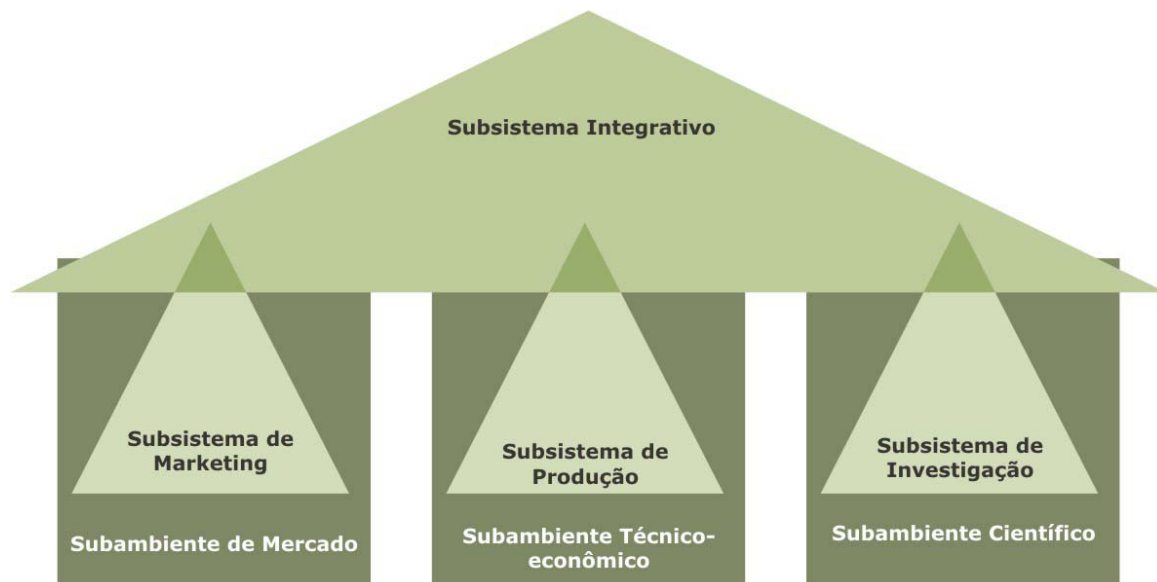 Subsistema Integrativo
Subsistema de
Marketing
Subsistema de
Produção
Subsistema de
Investigação
Subambiente de Mercado
Subambiente Técnico-
econômico
Subambiente Científico